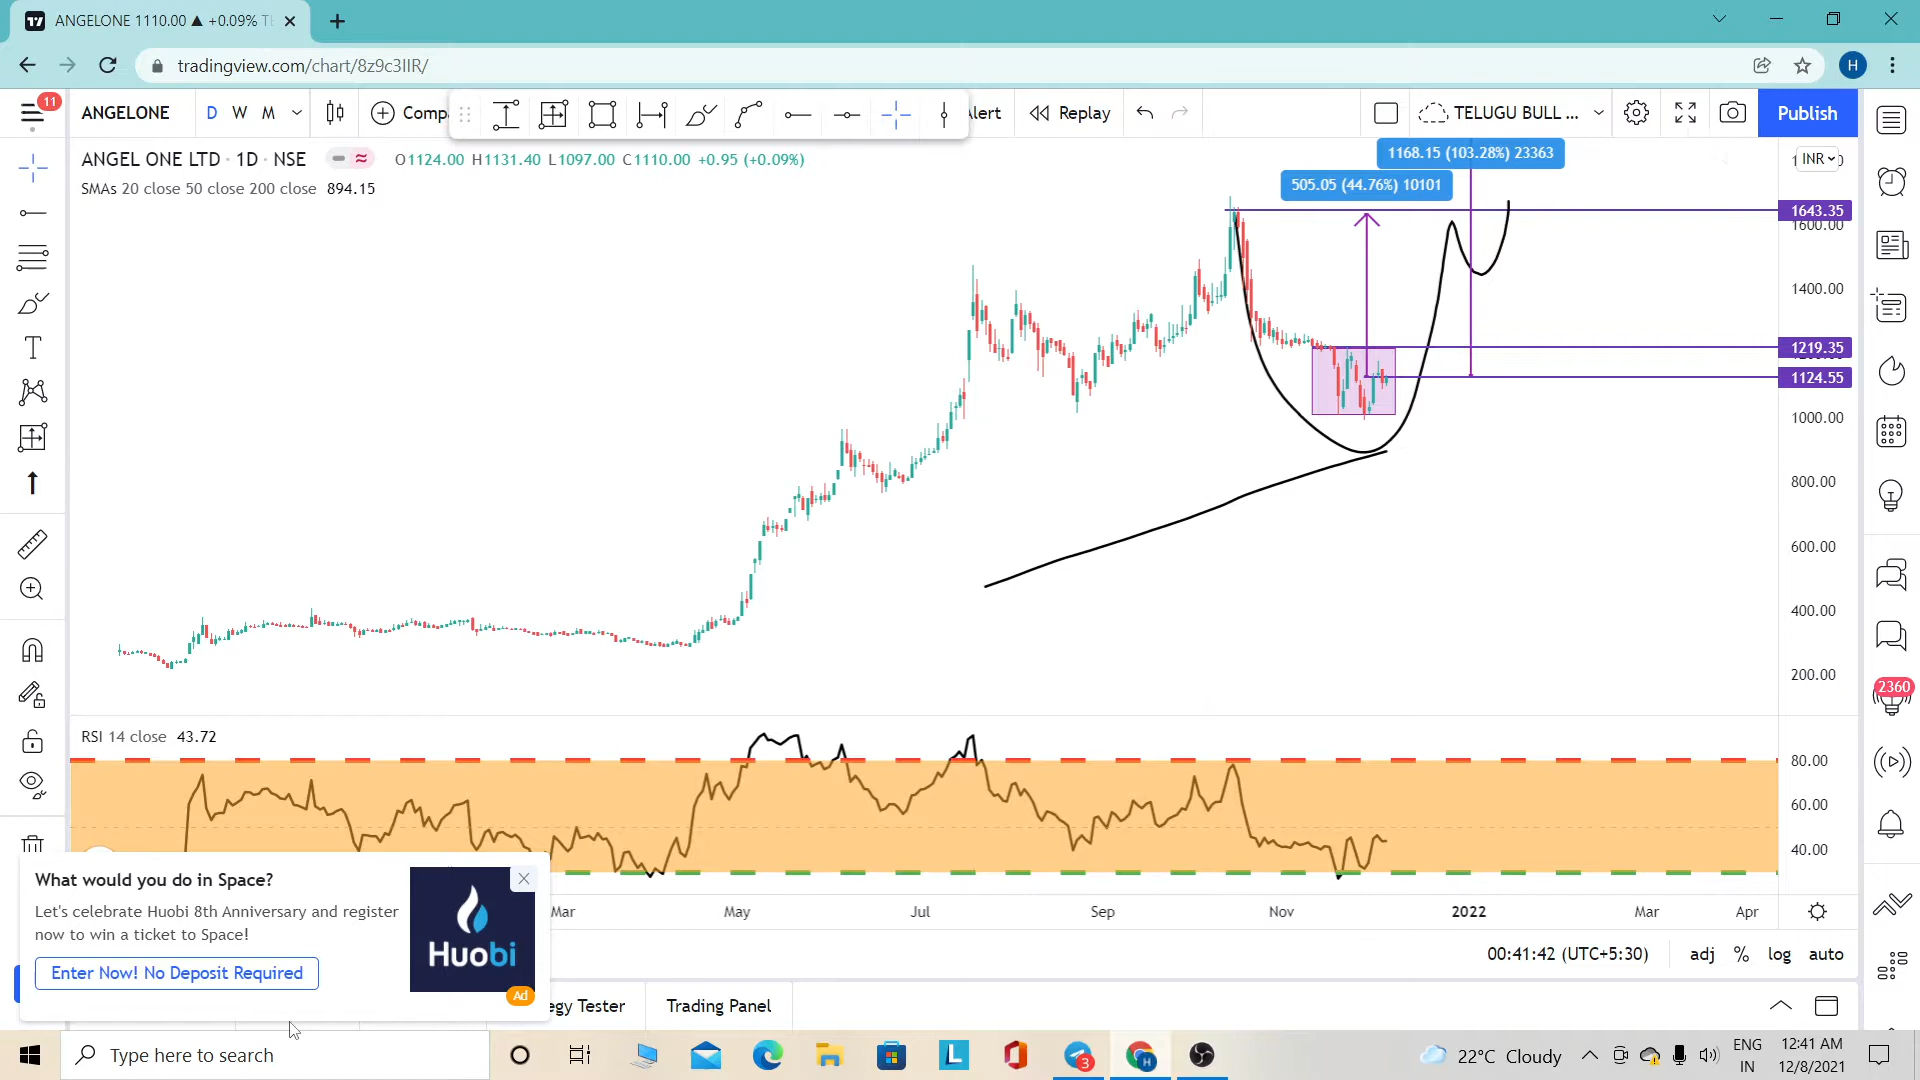 ANGELONE 1110.00 ▲ +0.09%
tradingview.com/chart/8z9c3IIR/
H
11
ANGELONE
D W M
Comp
Alert
Replay
TELUGU BULL ...
Publish
ANGEL ONE LTD · 1D · NSE
O1124.00 H1131.40 L1097.00 C1110.00 +0.95 (+0.09%)
SMAs 20 close 50 close 200 close 894.15
1168.15 (103.28%) 23363
505.05 (44.76%) 10101
INR
1643.35
1600.00
1400.00
1219.35
1124.55
1000.00
800.00
600.00
400.00
200.00
2360
RSI 14 close 43.72
80.00
60.00
40.00
Mar May Jul Sep Nov 2022 Mar Apr
00:41:42 (UTC+5:30) adj % log auto
What would you do in Space?
Let's celebrate Huobi 8th Anniversary and register
now to win a ticket to Space!
Enter Now! No Deposit Required
Huobi
Ad
egy Tester
Trading Panel
Type here to search
L
3
H
22°C Cloudy
ENG
IN
12:41 AM
12/8/2021